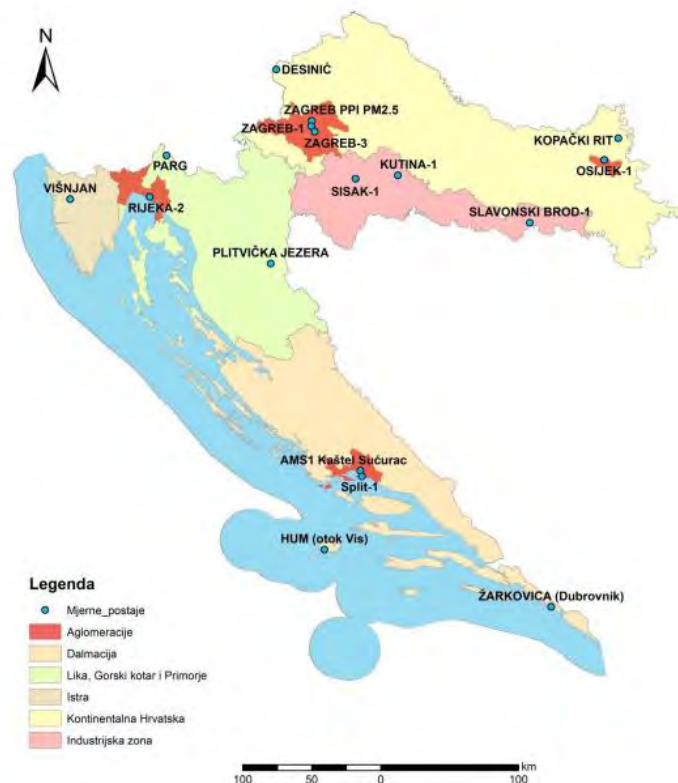 N
DESINIĆ
ZAGREB PPI PM2.5
ZAGREB-1
ZAGREB-3
KOPAČKI RIT
PARG
KUTINA-1
OSIJEK-1
VIŠNJAN
SISAK-1
RIJEKA-2
SLAVONSKI BROD-1
PLITVIČKA JEZERA
AMS1 Kaštel Sućurac
Split-1
HUM (otok Vis)
ŽARKOVICA (Dubrovnik)
Legenda
Mjerne_postaje
Aglomeracije
Dalmacija
Lika, Gorski kotar i Primorje
Istra
Kontinentalna Hrvatska
Industrijska zona
km
100 50 0 100